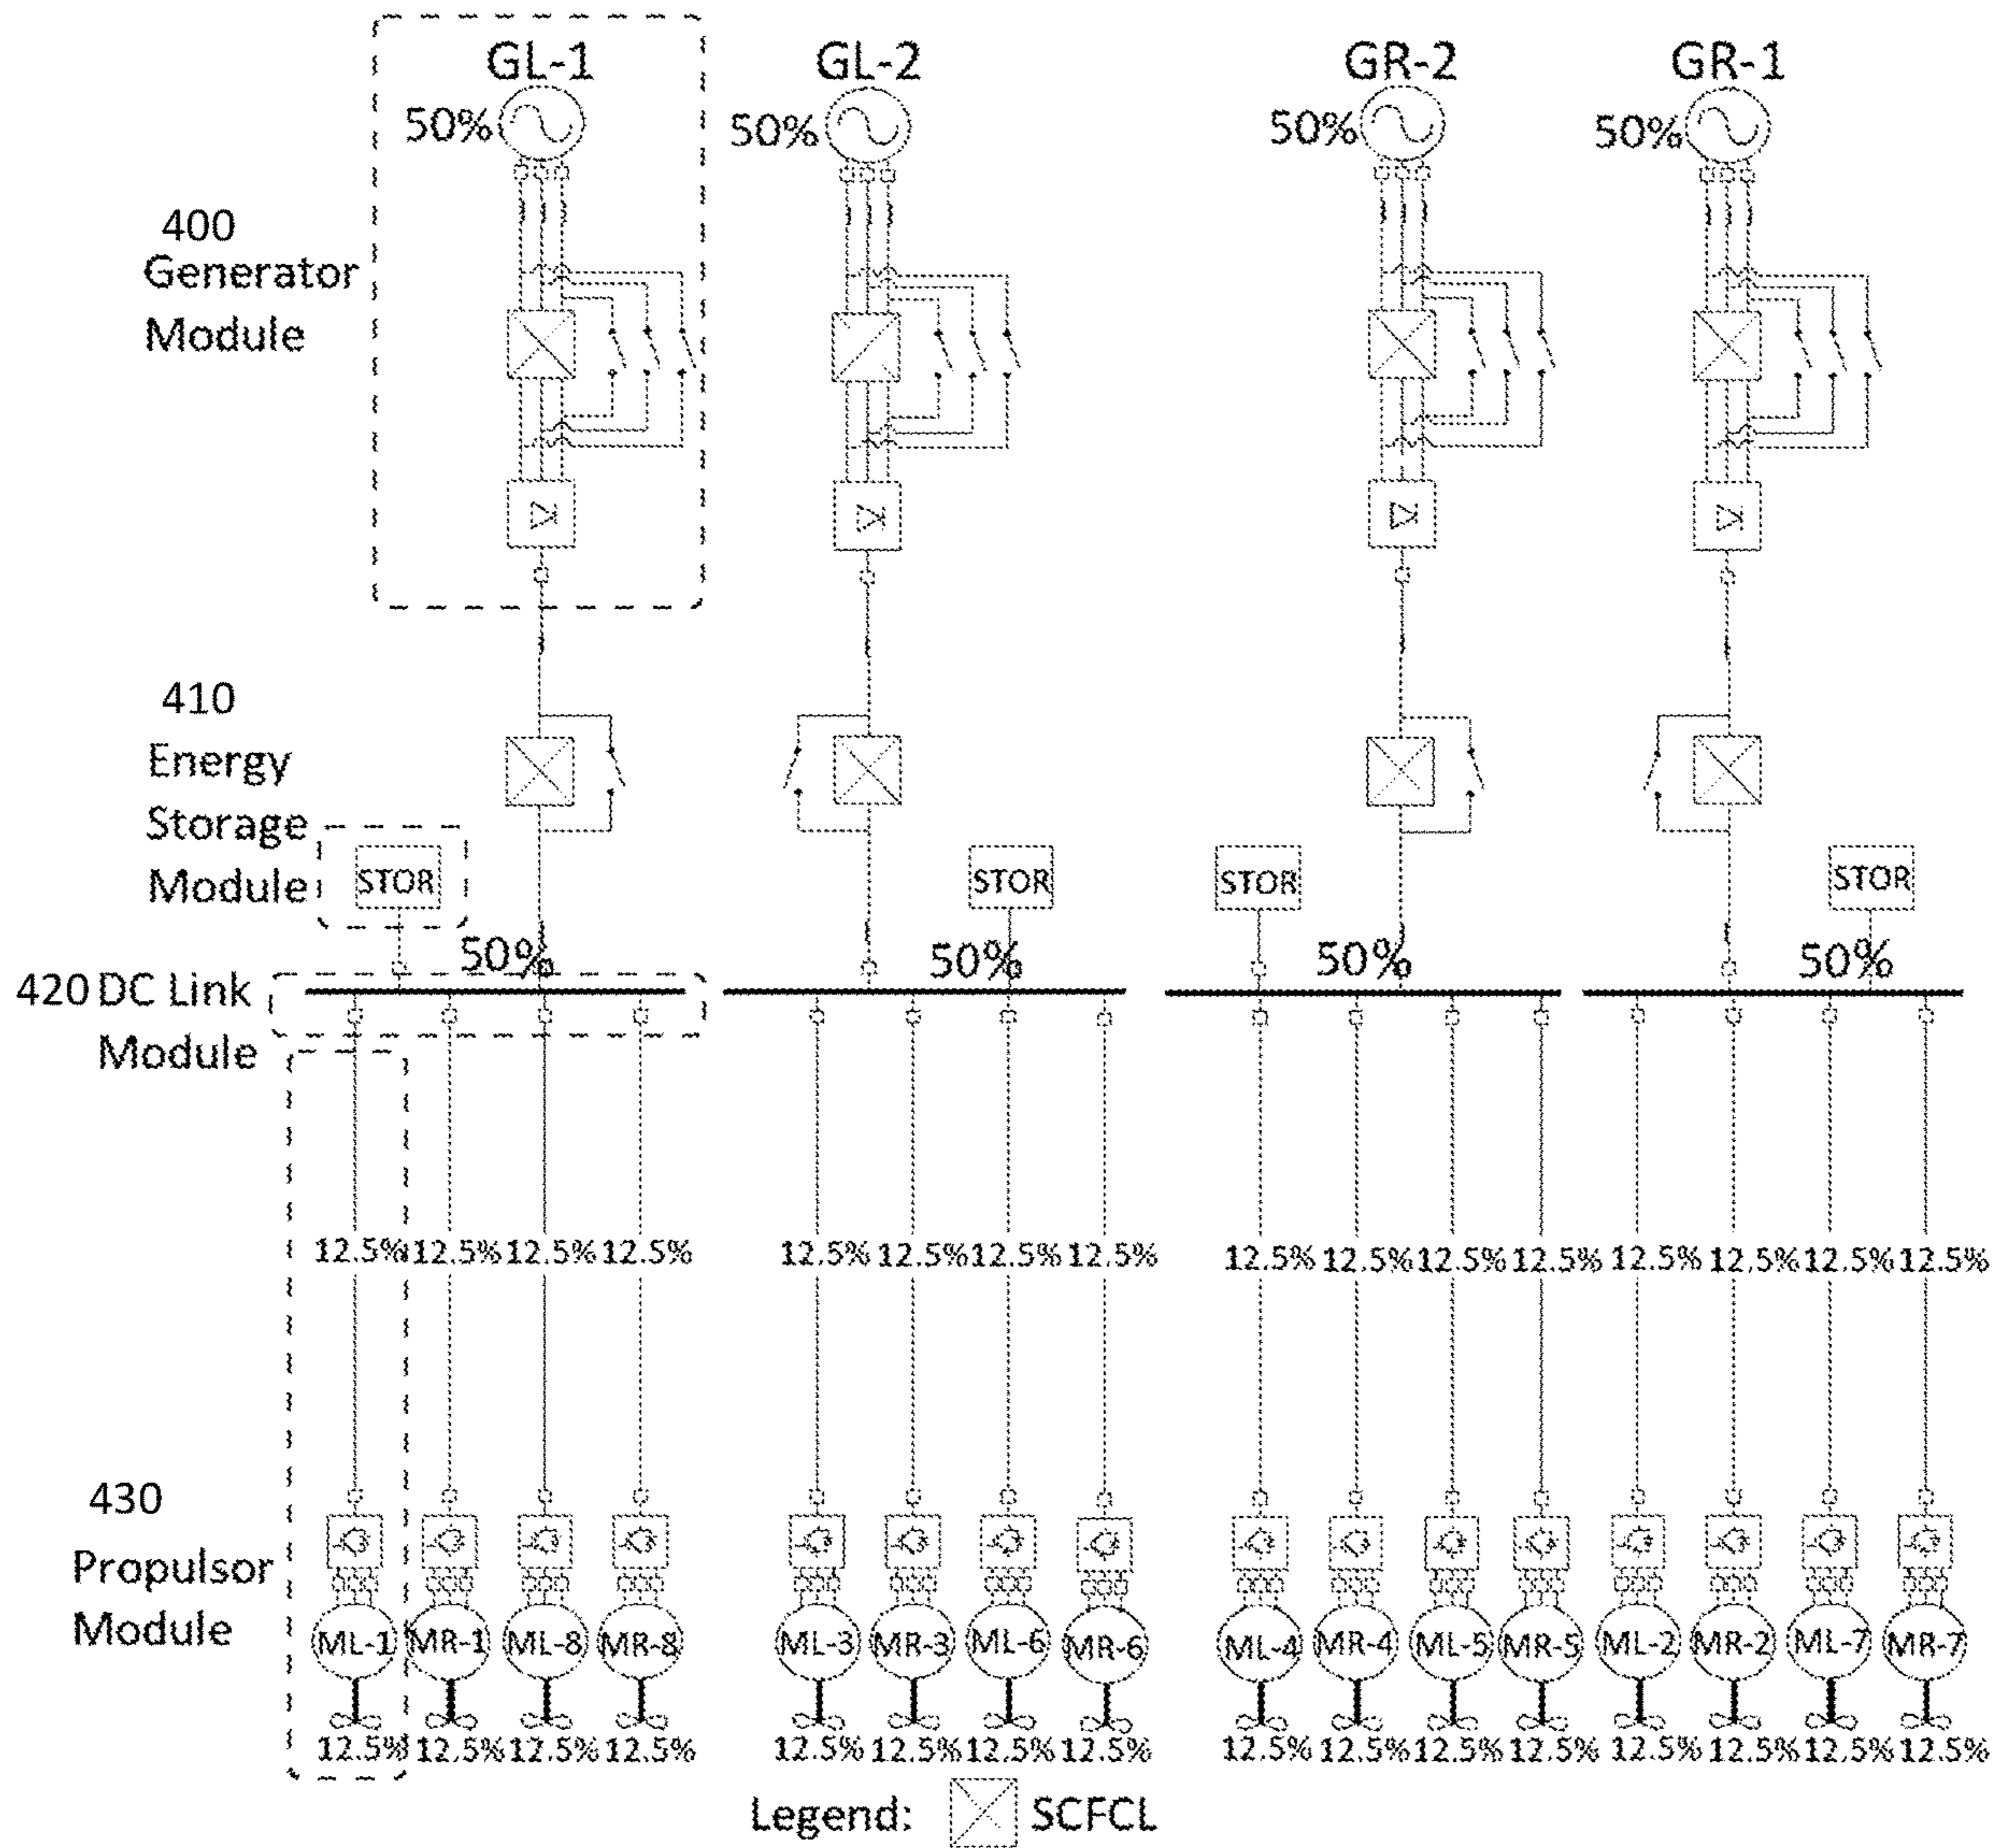 GL-1 GL-2 GR-2 GR-1
50% 50% 50% 50%
400
Generator
Module
410
Energy
Storage
Module
STOR STOR STOR STOR
50% 50% 50% 50%
420 DC Link
Module
12.5% 12.5% 12.5% 12.5% 12.5% 12.5% 12.5% 12.5% 12.5% 12.5% 12.5% 12.5% 12.5% 12.5% 12.5% 12.5%
430
Propulsor
Module
ML-1 MR-1 ML-8 MR-8 ML-3 MR-3 ML-6 MR-6 ML-4 MR-4 ML-5 MR-5 ML-2 MR-2 ML-7 MR-7
12.5% 12.5% 12.5% 12.5% 12.5% 12.5% 12.5% 12.5% 12.5% 12.5% 12.5% 12.5% 12.5% 12.5% 12.5% 12.5%
Legend: SCFCL